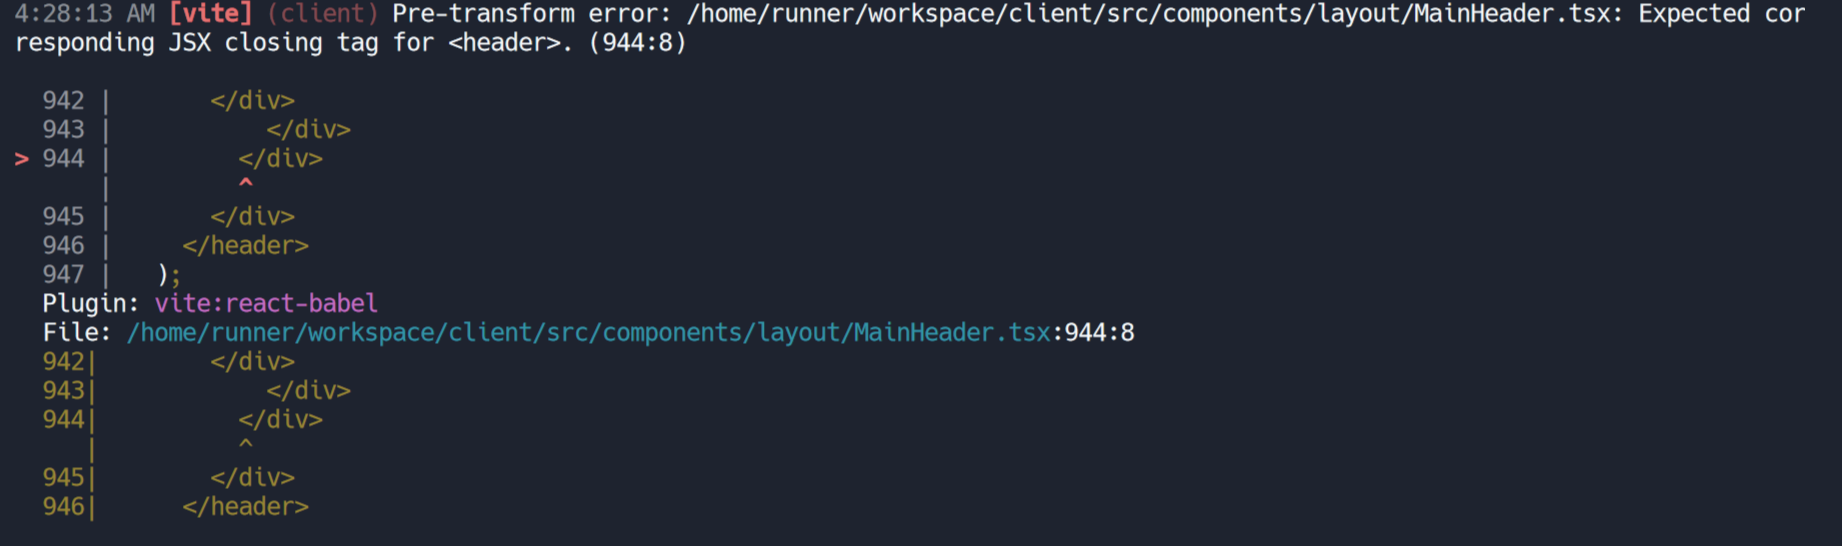 4:28:13 AM [vite] (client) Pre-transform error: /home/runner/workspace/client/src/components/layout/MainHeader.tsx: Expected cor
responding JSX closing tag for <header>. (944:8)
  942 |       </div>
  943 |           </div>
> 944 |         </div>
      |         ^
  945 |       </div>
  946 |     </header>
  947 |   );
  Plugin: vite:react-babel
  File: /home/runner/workspace/client/src/components/layout/MainHeader.tsx:944:8
  942|        </div>
  943|            </div>
  944|          </div>
     |          ^
  945|        </div>
  946|      </header>